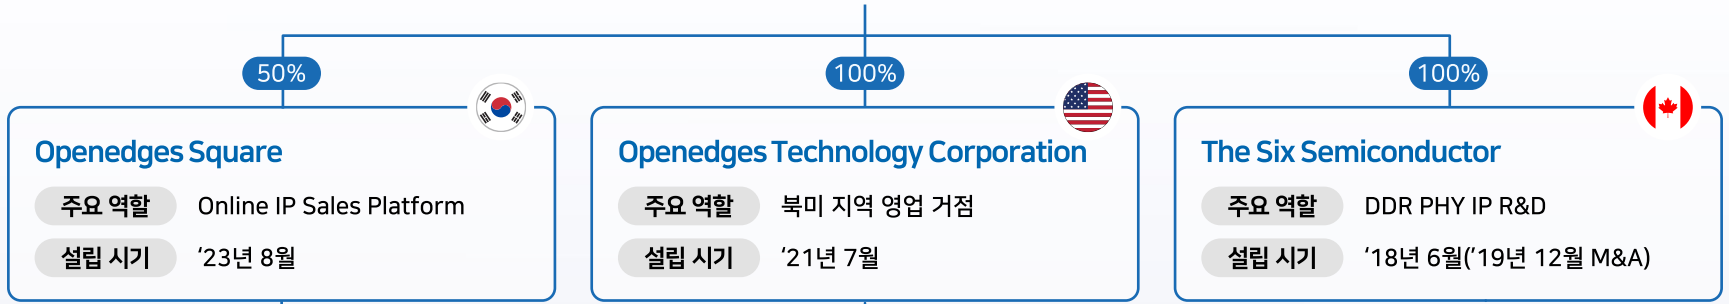 50%
Openedges Square
주요 역할 Online IP Sales Platform
설립 시기 ‘23년 8월
100%
Openedges Technology Corporation
주요 역할 북미 지역 영업 거점
설립 시기 ‘21년 7월
100%
The Six Semiconductor
주요 역할 DDR PHY IP R&D
설립 시기 ‘18년 6월(’19년 12월 M&A)